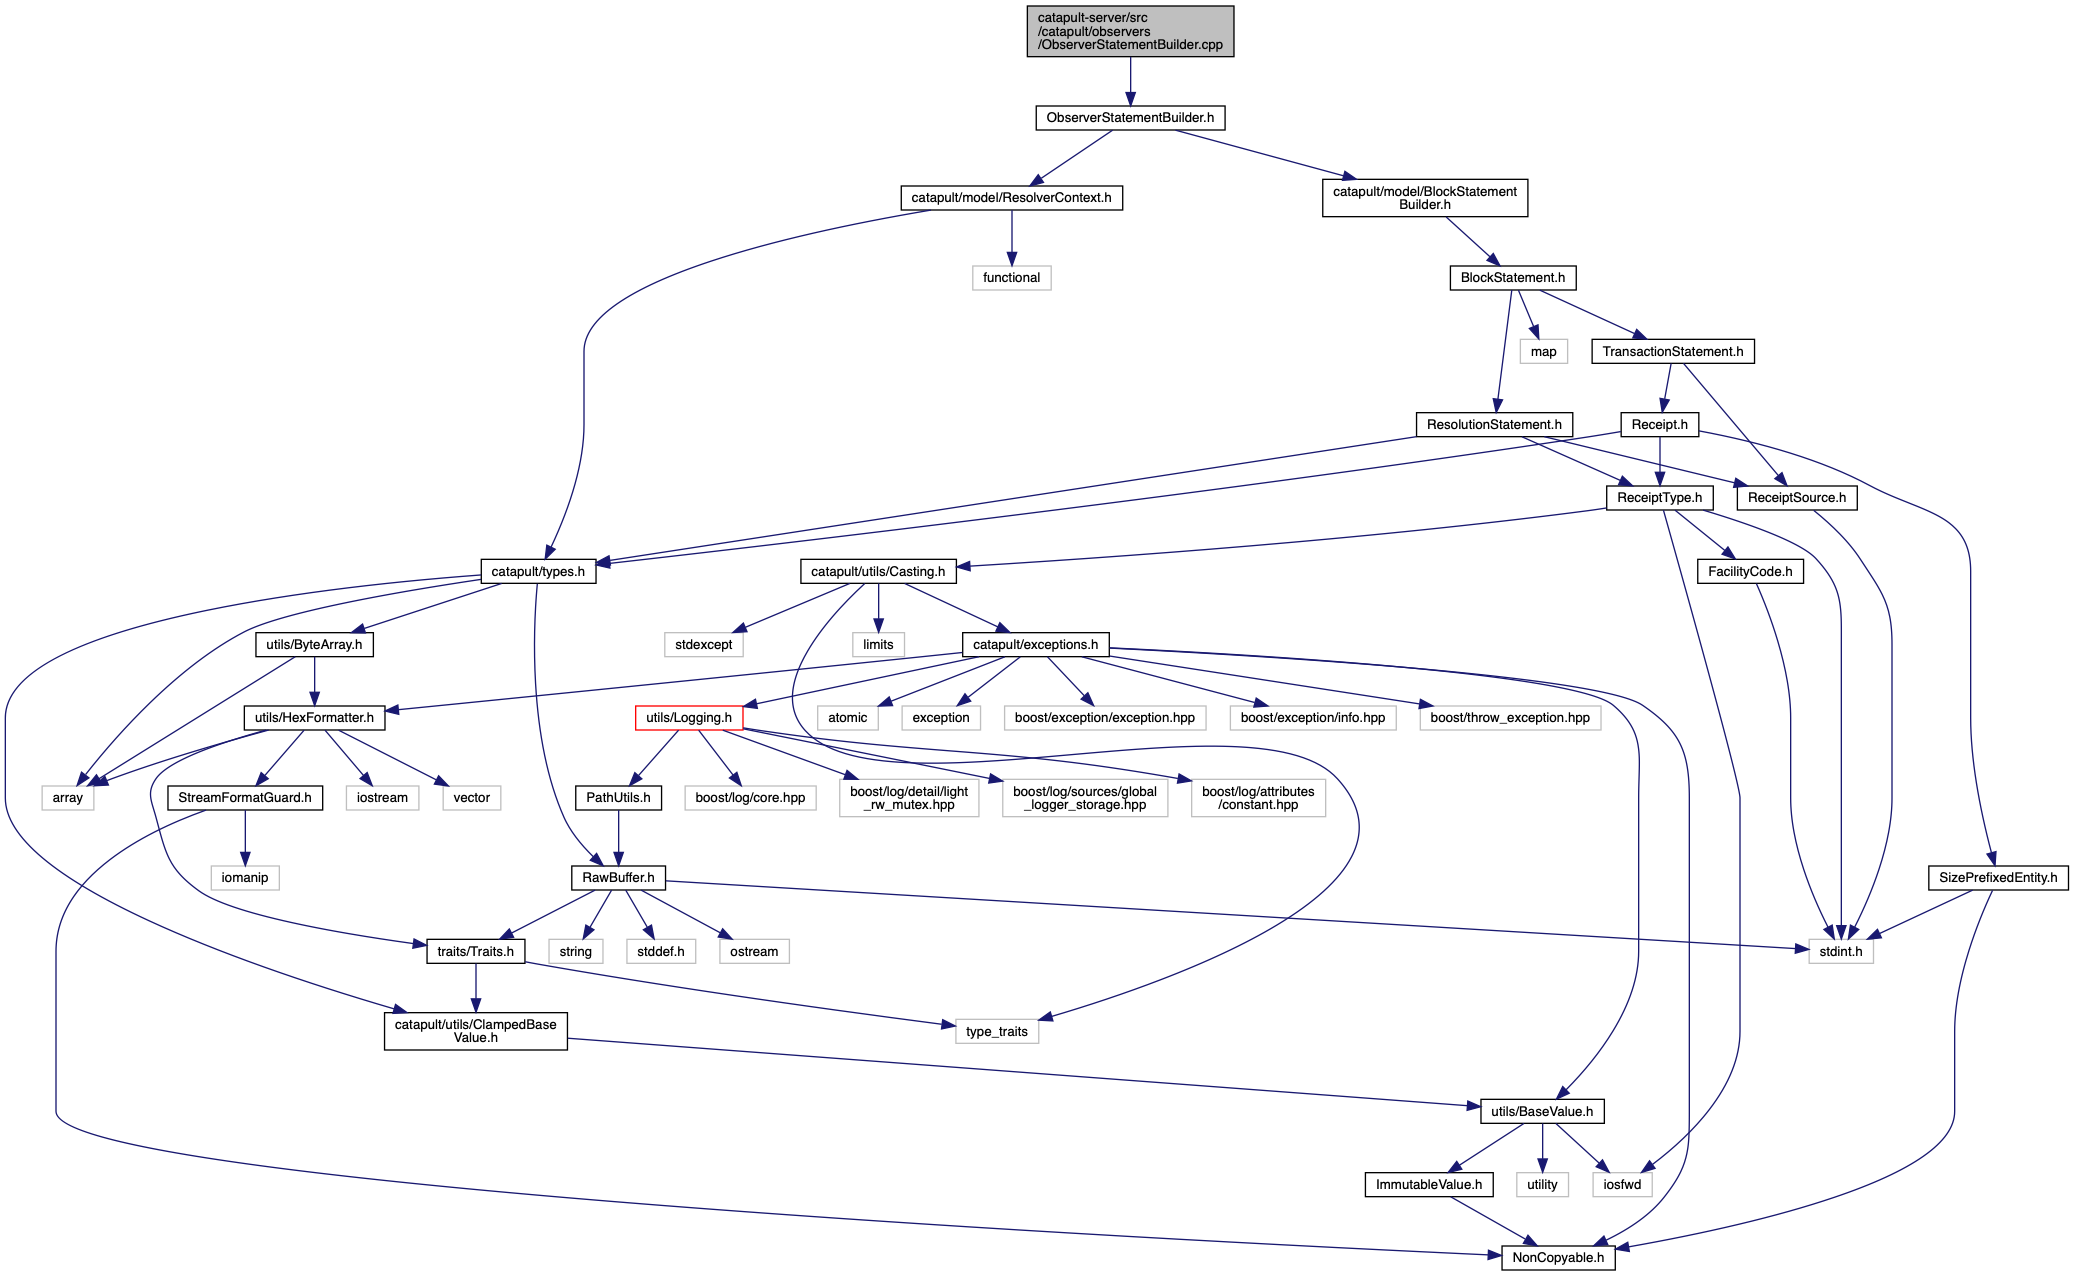 catapult-server/src
/catapult/observers
/ObserverStatementBuilder.cpp
ObserverStatementBuilder.h
catapult/model/ResolverContext.h
catapult/model/BlockStatement
Builder.h
functional
BlockStatement.h
map
TransactionStatement.h
ResolutionStatement.h
Receipt.h
ReceiptType.h
ReceiptSource.h
catapult/types.h
catapult/utils/Casting.h
FacilityCode.h
utils/ByteArray.h
stdexcept
limits
catapult/exceptions.h
utils/HexFormatter.h
utils/Logging.h
atomic
exception
boost/exception/exception.hpp
boost/exception/info.hpp
boost/throw_exception.hpp
array
StreamFormatGuard.h
iostream
vector
PathUtils.h
boost/log/core.hpp
boost/log/detail/light
_rw_mutex.hpp
boost/log/sources/global
_logger_storage.hpp
boost/log/attributes
/constant.hpp
iomanip
RawBuffer.h
SizePrefixedEntity.h
traits/Traits.h
string
stddef.h
ostream
stdint.h
catapult/utils/ClampedBase
Value.h
type_traits
utils/BaseValue.h
ImmutableValue.h
utility
iosfwd
NonCopyable.h